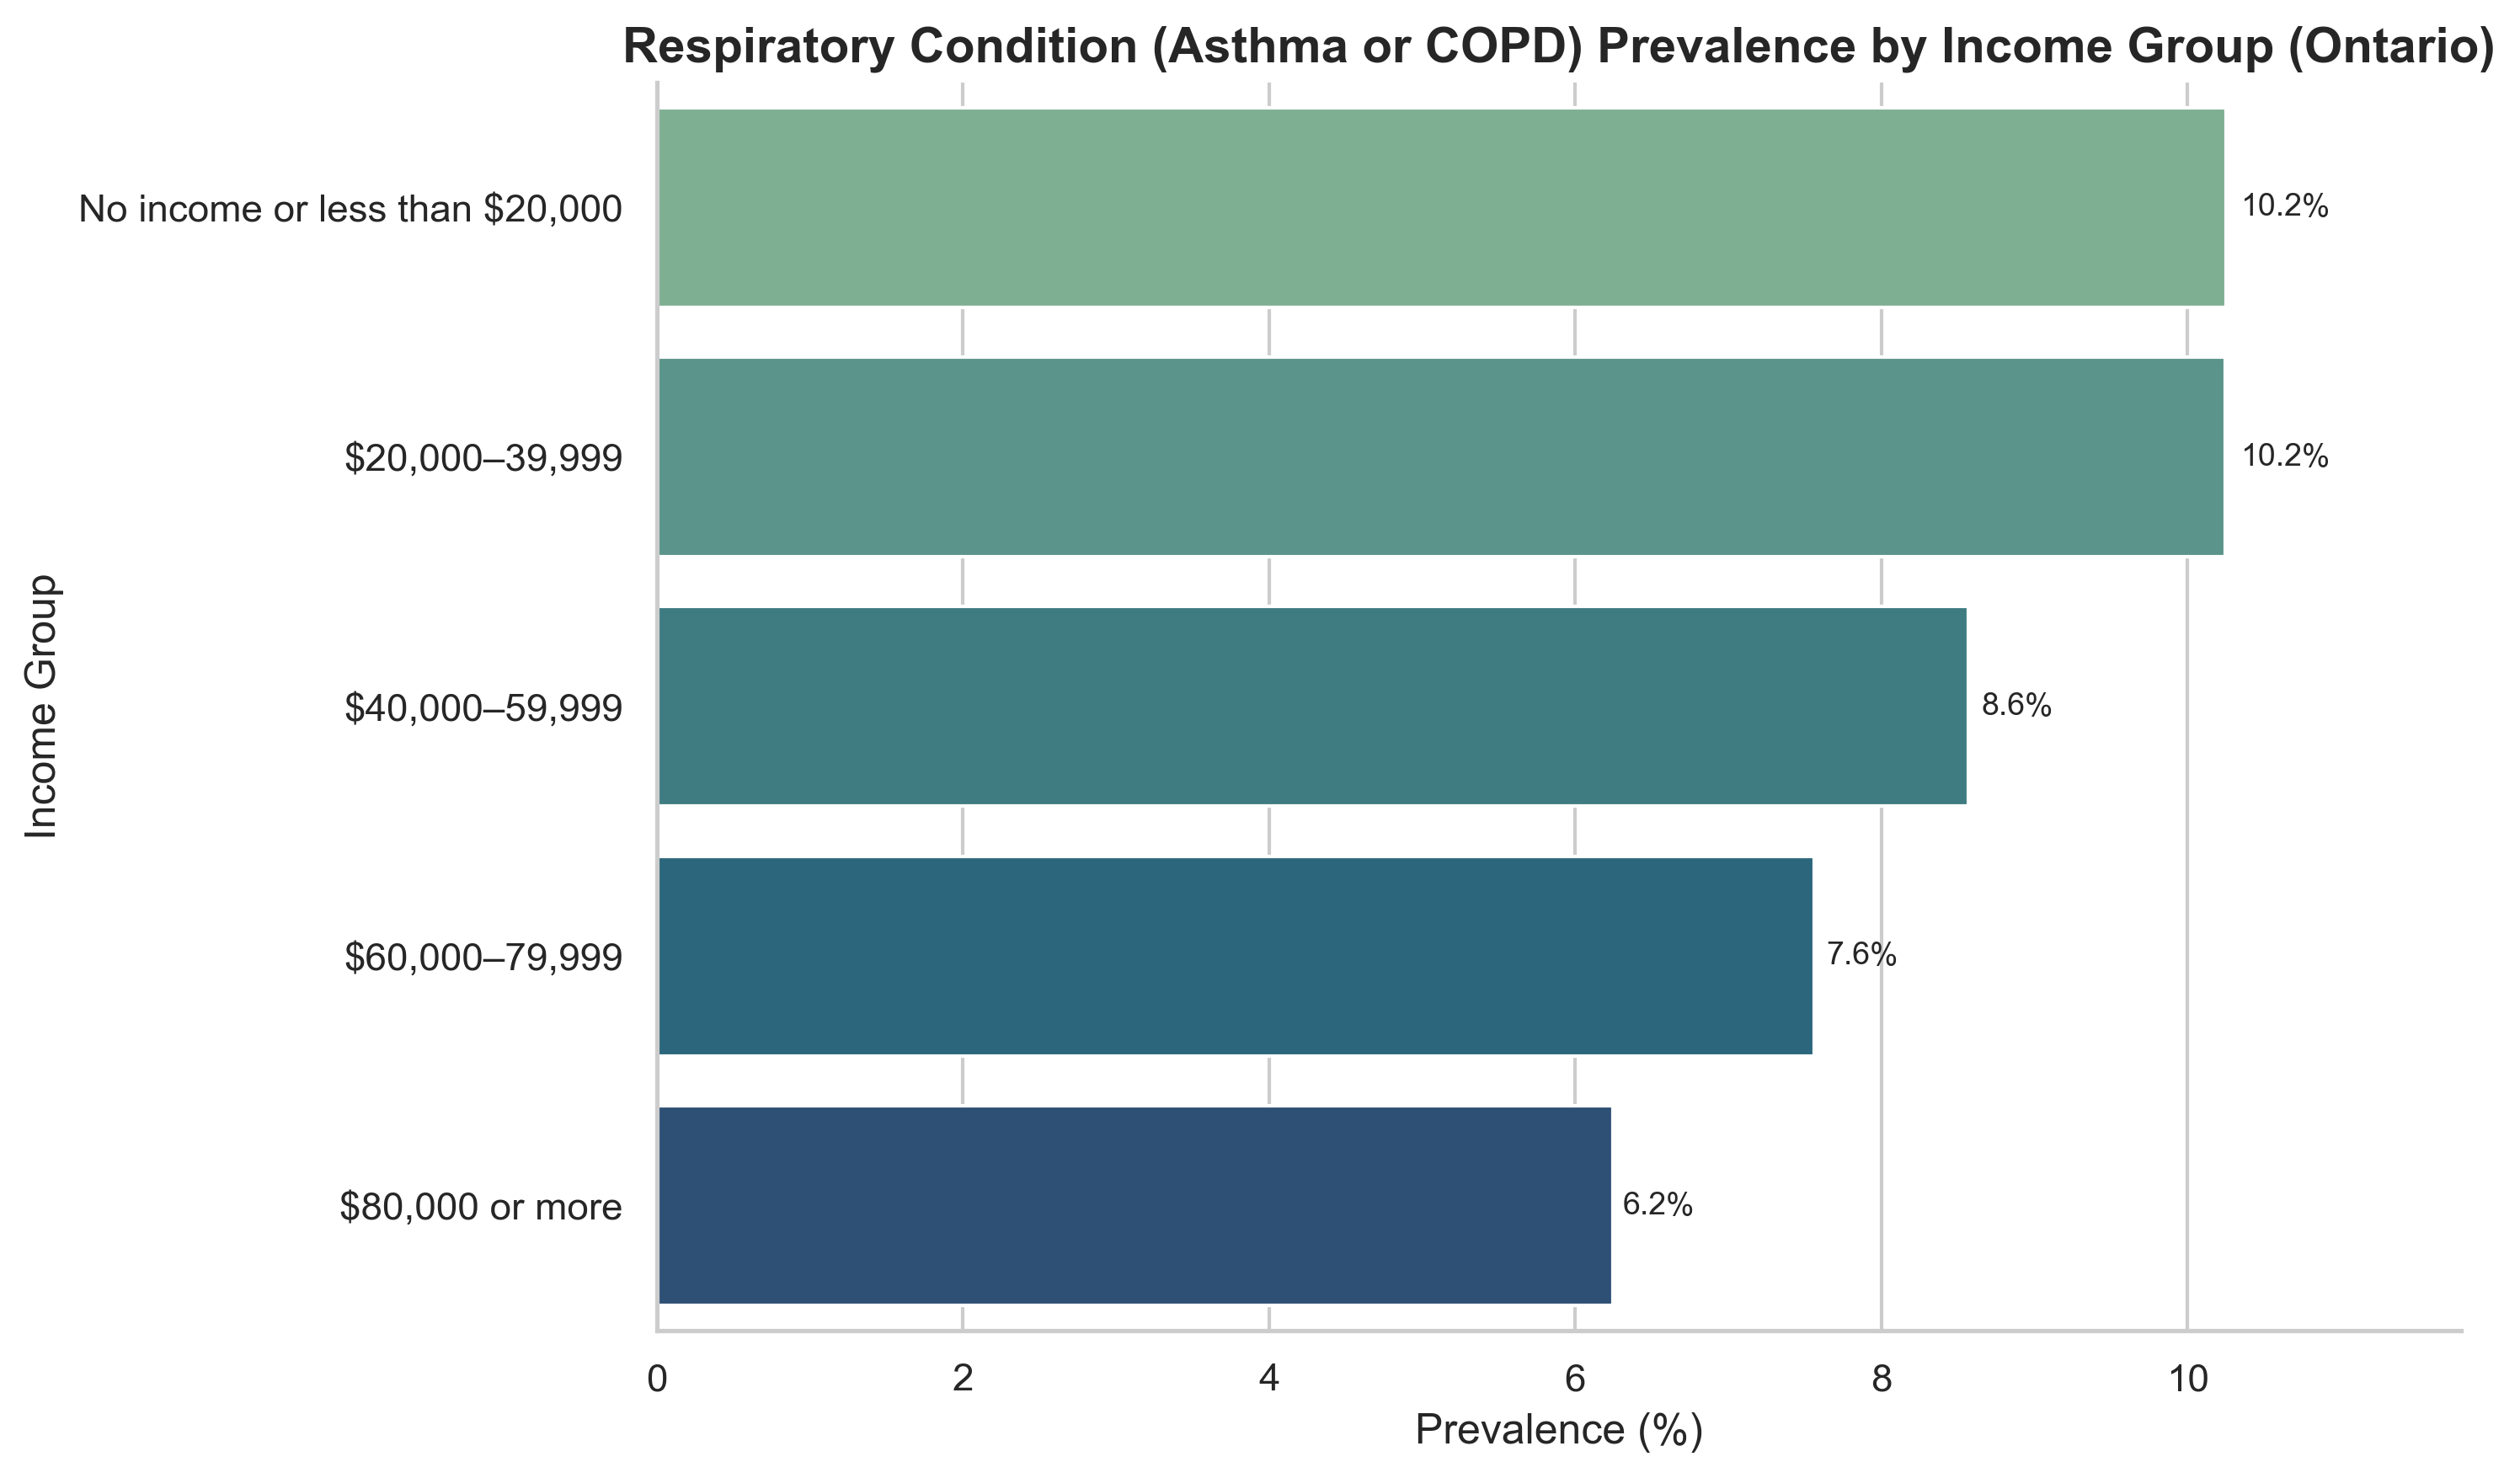 Respiratory Condition (Asthma or COPD) Prevalence by Income Group (Ontario)
No income or less than $20,000
10.2%
$20,000–39,999
10.2%
$40,000–59,999
8.6%
$60,000–79,999
7.6%
$80,000 or more
6.2%
Income Group
0 2 4 6 8 10
Prevalence (%)